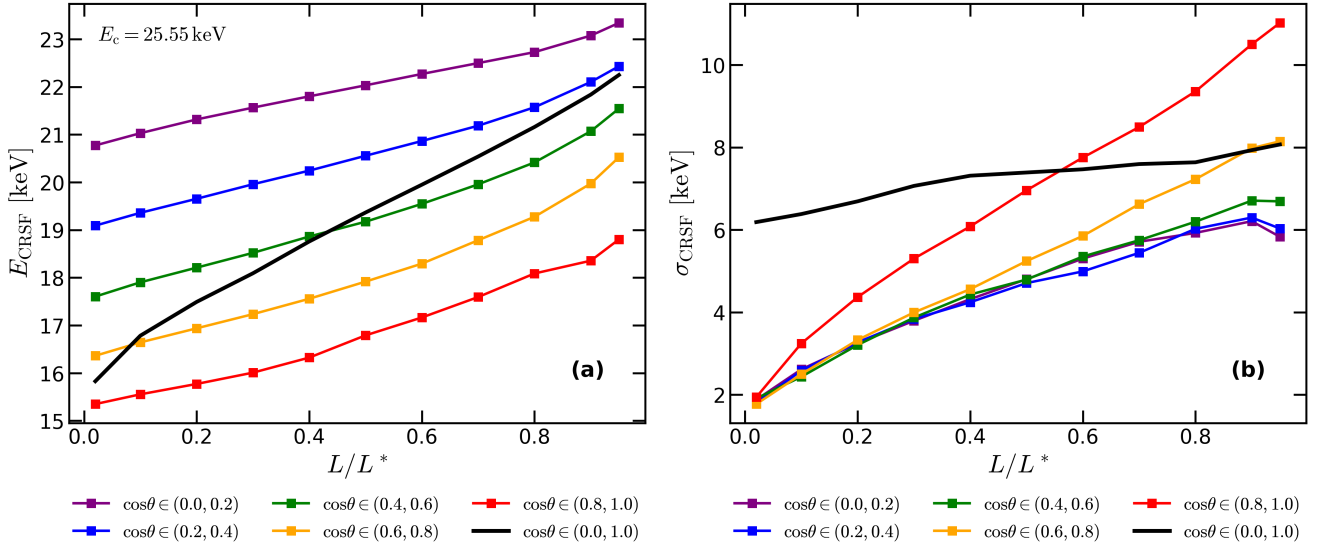 E_c = 25.55 keV
E_CRSF [keV]
23
22
21
20
19
18
17
16
15
(a)
0.0 0.2 0.4 0.6 0.8
L/L*
cosθ ∈ (0.0, 0.2) cosθ ∈ (0.4, 0.6) cosθ ∈ (0.8, 1.0)
cosθ ∈ (0.2, 0.4) cosθ ∈ (0.6, 0.8) cosθ ∈ (0.0, 1.0)
σ_CRSF [keV]
10
8
6
4
2
(b)
0.0 0.2 0.4 0.6 0.8
L/L*
cosθ ∈ (0.0, 0.2) cosθ ∈ (0.4, 0.6) cosθ ∈ (0.8, 1.0)
cosθ ∈ (0.2, 0.4) cosθ ∈ (0.6, 0.8) cosθ ∈ (0.0, 1.0)